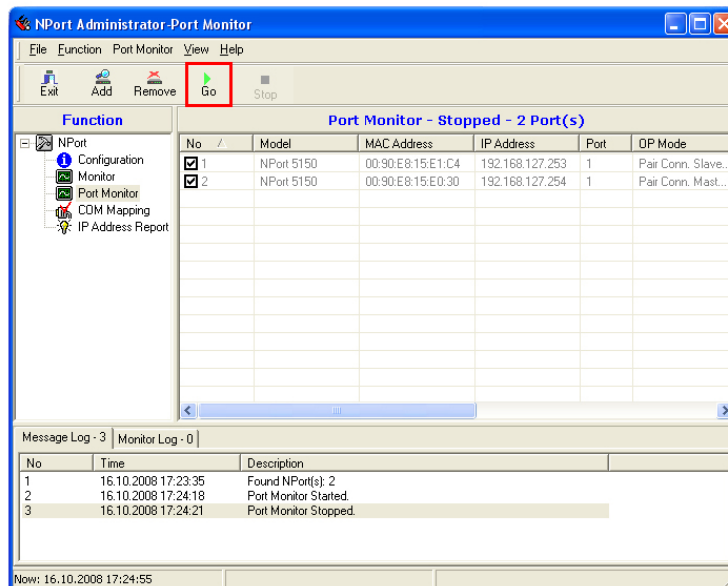 NPort Administrator-Port Monitor
File Function Port Monitor View Help
Exit Add Remove Go Stop
Function
Port Monitor - Stopped - 2 Port(s)
NPort
Configuration
Monitor
Port Monitor
COM Mapping
IP Address Report
No Model MAC Address IP Address Port OP Mode
1 NPort 5150 00:90:E8:15:E1:C4 192.168.127.253 1 Pair Conn. Slave..
2 NPort 5150 00:90:E8:15:E0:30 192.168.127.254 1 Pair Conn. Mast...
Message Log - 3 Monitor Log - 0
No Time Description
1 16.10.2008 17:23:35 Found NPort(s): 2
2 16.10.2008 17:24:18 Port Monitor Started.
3 16.10.2008 17:24:21 Port Monitor Stopped.
Now: 16.10.2008 17:24:55